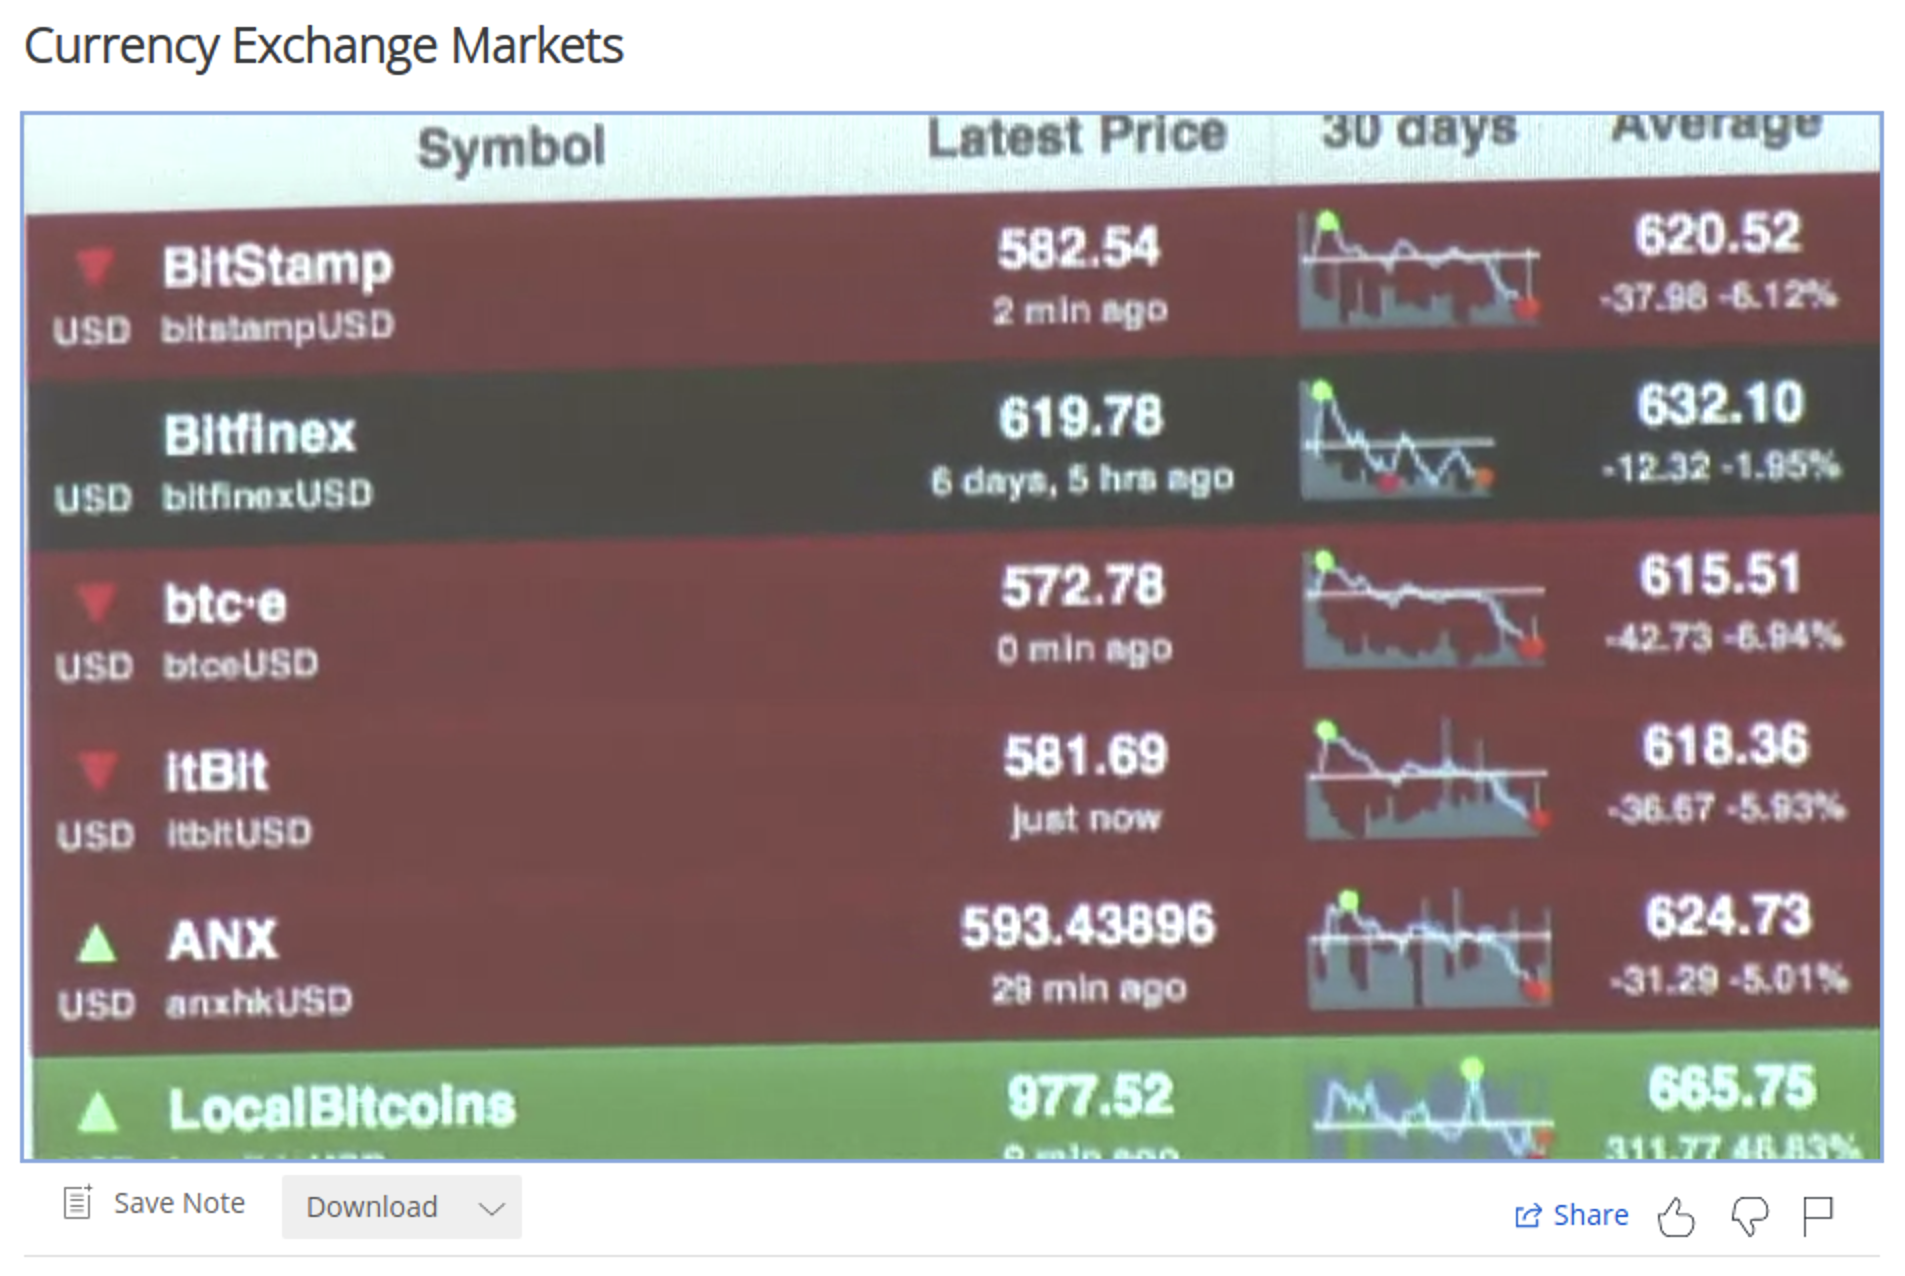 Currency Exchange Markets
Symbol Latest Price 30 days Average
BitStamp 582.54 620.52
USD bitstampUSD 2 min ago -37.98 -6.12%
Bitfinex 619.78 632.10
USD bitfinexUSD 6 days, 5 hrs ago -12.32 -1.95%
btc·e 572.78 615.51
USD btceUSD 0 min ago -42.73 -6.94%
itBit 581.69 618.36
USD itbitUSD just now -36.67 -5.93%
ANX 593.43896 624.73
USD anxhkUSD 29 min ago -31.29 -5.01%
LocalBitcoins 977.52 665.75
min ago 311.77 46.83%
Save Note Download Share